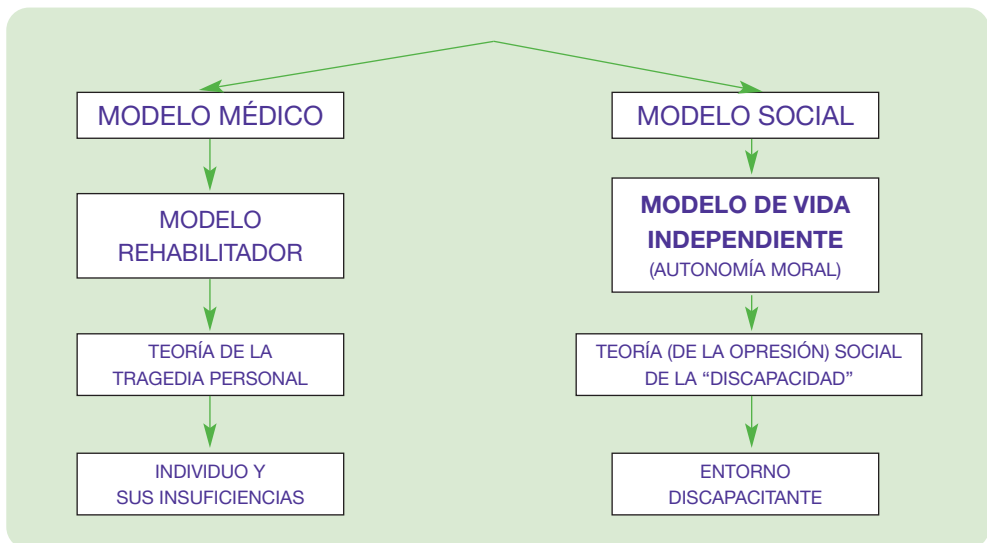 MODELO MÉDICO
MODELO
REHABILITADOR
TEORÍA DE LA
TRAGEDIA PERSONAL
INDIVIDUO Y
SUS INSUFICIENCIAS
MODELO SOCIAL
MODELO DE VIDA
INDEPENDIENTE
(AUTONOMÍA MORAL)
TEORÍA (DE LA OPRESIÓN) SOCIAL
DE LA “DISCAPACIDAD”
ENTORNO
DISCAPACITANTE